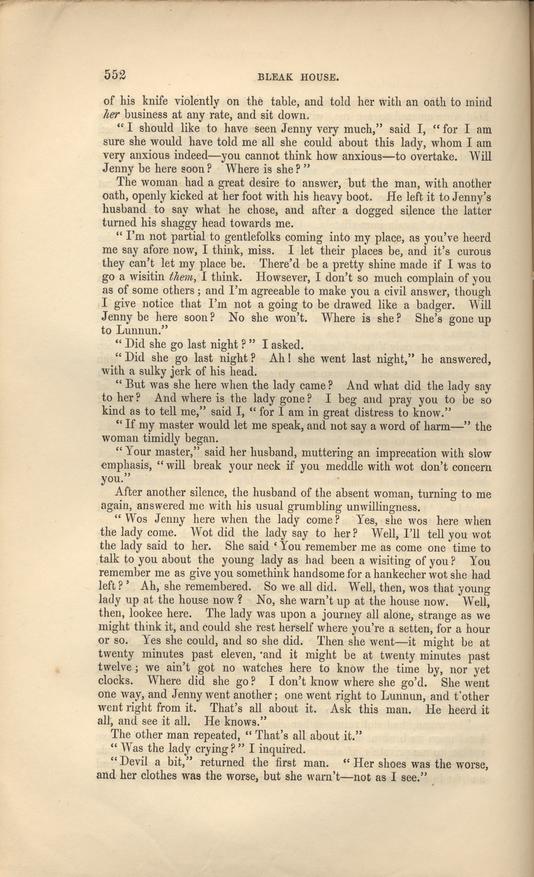 552
BLEAK HOUSE.
of his knife violently on the table, and told her with an oath to mind
her business at any rate, and sit down.
“I should like to have seen Jenny very much,” said I, “for I am
sure she would have told me all she could about this lady, whom I am
very anxious indeed—you cannot think how anxious—to overtake. Will
Jenny be here soon? Where is she?”
The woman had a great desire to answer, but the man, with another
oath, openly kicked at her foot with his heavy boot. He left it to Jenny’s
husband to say what he chose, and after a dogged silence the latter
turned his shaggy head towards me.
“I’m not partial to gentlefolks coming into my place, as you’ve heerd
me say afore now, I think, miss. I let their places be, and it’s curous
they can’t let my place be. There’d be a pretty shine made if I was to
go a wisitin them, I think. Howsever, I don’t so much complain of you
as of some others; and I’m agreeable to make you a civil answer, though
I give notice that I’m not a going to be drawed like a badger. Will
Jenny be here soon? No she won’t. Where is she? She’s gone up
to Lunnun.”
“Did she go last night?” I asked.
“Did she go last night? Ah! she went last night,” he answered,
with a sulky jerk of his head.
“But was she here when the lady came? And what did the lady say
to her? And where is the lady gone? I beg and pray you to be so
kind as to tell me,” said I, “for I am in great distress to know.”
“If my master would let me speak, and not say a word of harm—” the
woman timidly began.
“Your master,” said her husband, muttering an imprecation with slow
emphasis, “will break your neck if you meddle with wot don’t concern
you.”
After another silence, the husband of the absent woman, turning to me
again, answered me with his usual grumbling unwillingness.
“Wos Jenny here when the lady come? Yes, she wos here when
the lady come. Wot did the lady say to her? Well, I’ll tell you wot
the lady said to her. She said ‘You remember me as come one time to
talk to you about the young lady as had been a wisiting of you? You
remember me as give you somethink handsome for a hankecher wot she had
left?’ Ah, she remembered. So we all did. Well, then, wos that young
lady up at the house now? No, she warn’t up at the house now. Well,
then, lookee here. The lady was upon a journey all alone, strange as we
might think it, and could she rest herself where you’re a setten, for a hour
or so. Yes she could, and so she did. Then she went—it might be at
twenty minutes past eleven, and it might be at twenty minutes past
twelve; we ain’t got no watches here to know the time by, nor yet
clocks. Where did she go? I don’t know where she go’d. She went
one way, and Jenny went another; one went right to Lunnun, and t’other
went right from it. That’s all about it. Ask this man. He heerd it
all, and see it all. He knows.”
The other man repeated, “That’s all about it.”
“Was the lady crying?” I inquired.
“Devil a bit,” returned the first man. “Her shoes was the worse,
and her clothes was the worse, but she warn’t—not as I see.”